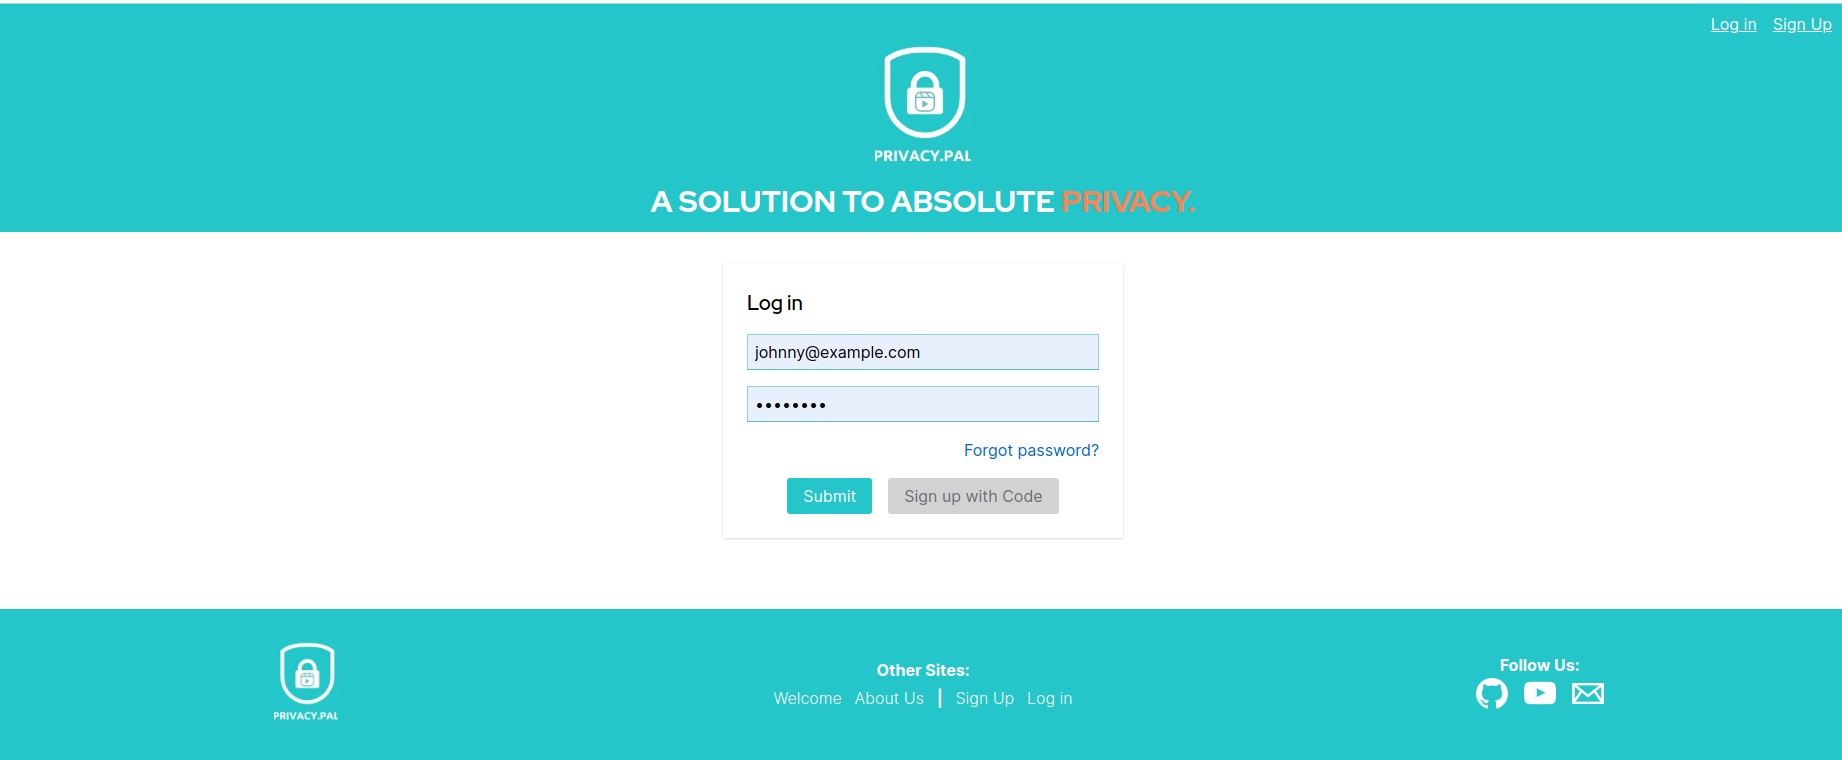 Log in Sign Up
PRIVACY.PAL
A SOLUTION TO ABSOLUTE PRIVACY.
Log in
johnny@example.com
••••••••
Forgot password?
Submit Sign up with Code
PRIVACY.PAL
Other Sites:
Welcome About Us | Sign Up Log in
Follow Us: